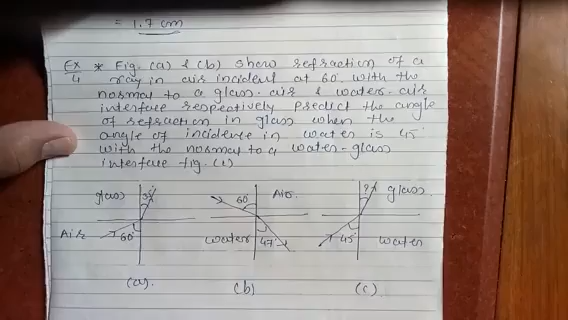 = 1.7 cm
Ex 4 * Fig. (a) & (b) show refraction of a
ray in air incident at 60° with the
normal to a glass-air & water-air
interface respectively Predict the angle
of refraction in glass when the
angle of incidence in water is 45°
with the normal to a water-glass
interface fig. (c)
glass
Air 60°
(a).
60° Air.
water 47°
(b)
? glass
45° water
(c)